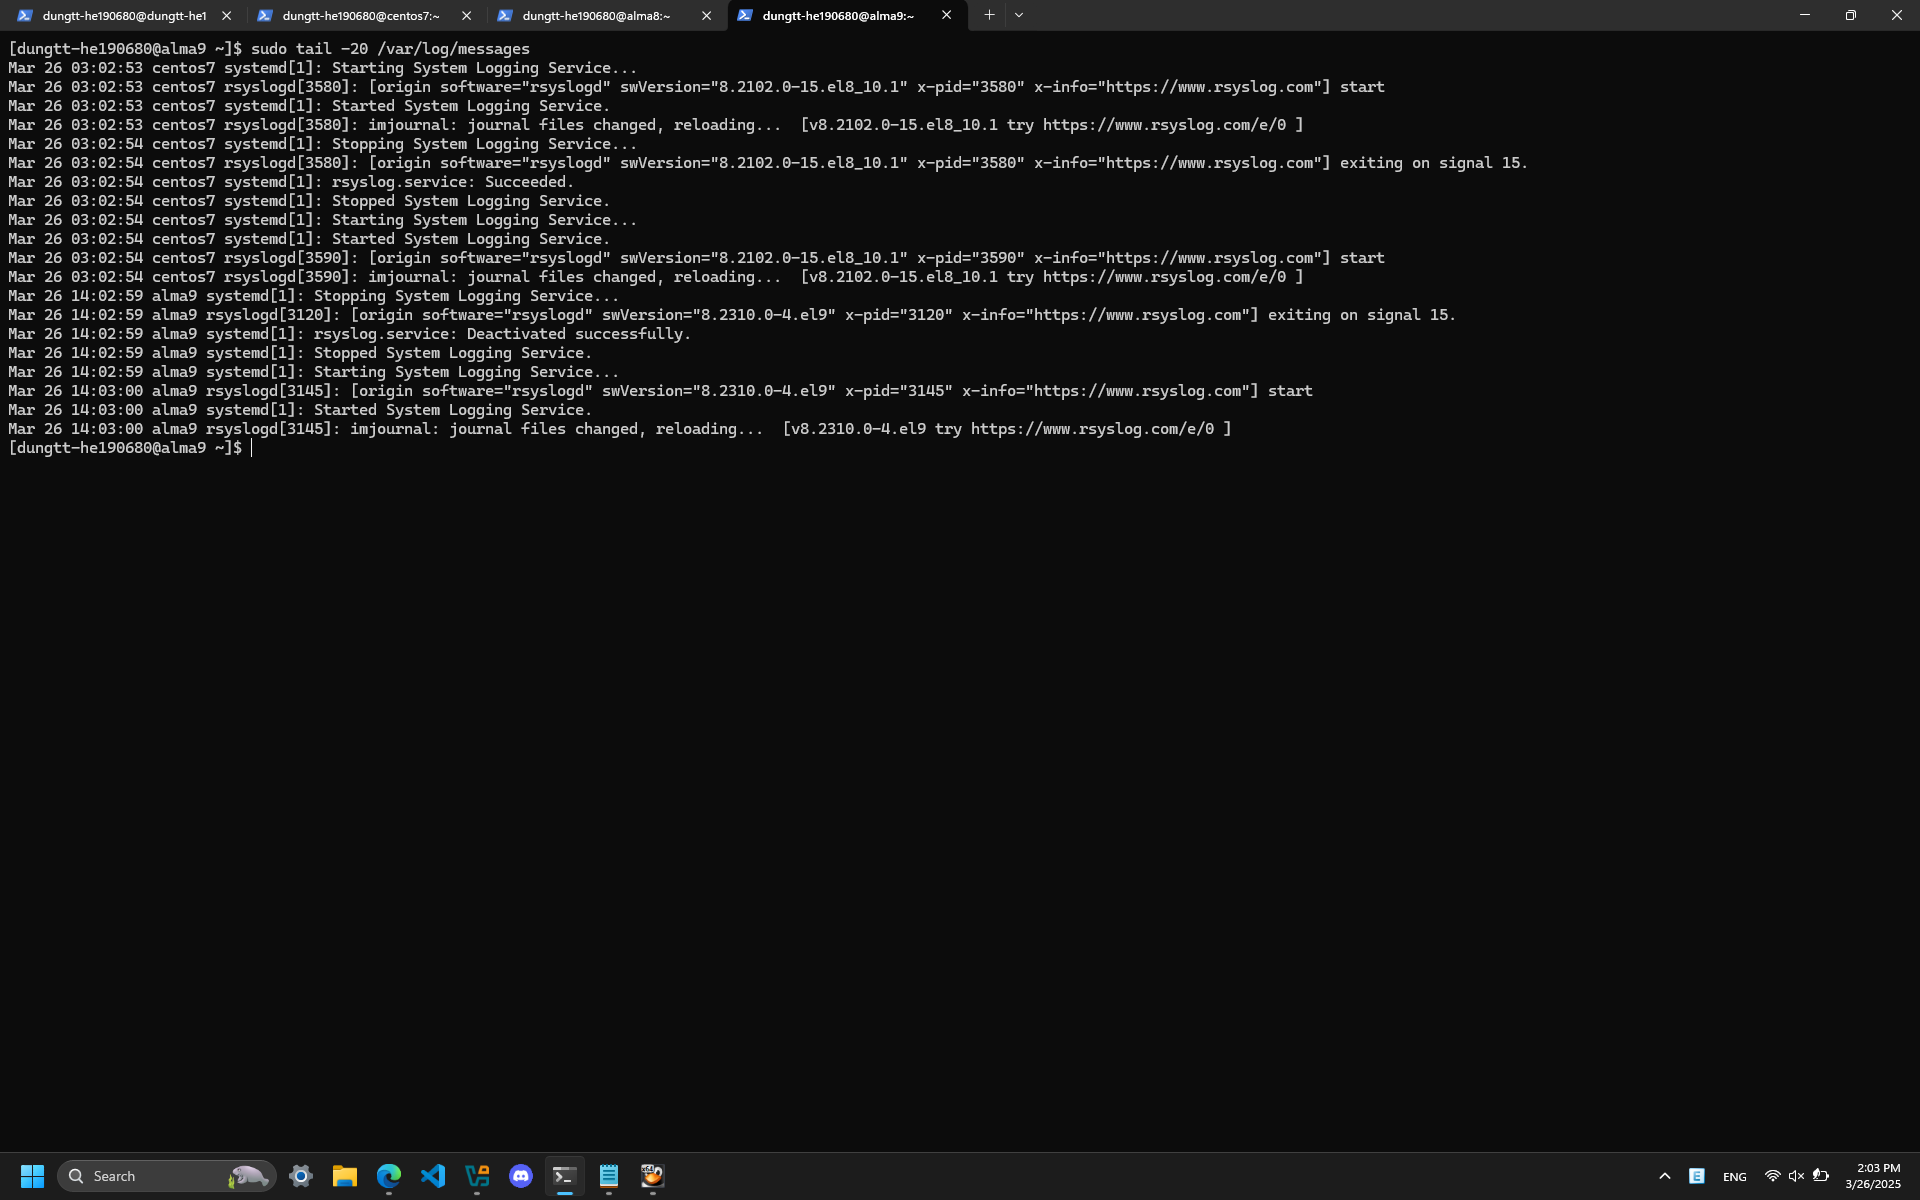 dungtt-he190680@dungtt-he1
dungtt-he190680@centos7:~
dungtt-he190680@alma8:~
dungtt-he190680@alma9:~
[dungtt-he190680@alma9 ~]$ sudo tail -20 /var/log/messages
Mar 26 03:02:53 centos7 systemd[1]: Starting System Logging Service...
Mar 26 03:02:53 centos7 rsyslogd[3580]: [origin software="rsyslogd" swVersion="8.2102.0-15.el8_10.1" x-pid="3580" x-info="https://www.rsyslog.com"] start
Mar 26 03:02:53 centos7 systemd[1]: Started System Logging Service.
Mar 26 03:02:53 centos7 rsyslogd[3580]: imjournal: journal files changed, reloading...  [v8.2102.0-15.el8_10.1 try https://www.rsyslog.com/e/0 ]
Mar 26 03:02:54 centos7 systemd[1]: Stopping System Logging Service...
Mar 26 03:02:54 centos7 rsyslogd[3580]: [origin software="rsyslogd" swVersion="8.2102.0-15.el8_10.1" x-pid="3580" x-info="https://www.rsyslog.com"] exiting on signal 15.
Mar 26 03:02:54 centos7 systemd[1]: rsyslog.service: Succeeded.
Mar 26 03:02:54 centos7 systemd[1]: Stopped System Logging Service.
Mar 26 03:02:54 centos7 systemd[1]: Starting System Logging Service...
Mar 26 03:02:54 centos7 systemd[1]: Started System Logging Service.
Mar 26 03:02:54 centos7 rsyslogd[3590]: [origin software="rsyslogd" swVersion="8.2102.0-15.el8_10.1" x-pid="3590" x-info="https://www.rsyslog.com"] start
Mar 26 03:02:54 centos7 rsyslogd[3590]: imjournal: journal files changed, reloading...  [v8.2102.0-15.el8_10.1 try https://www.rsyslog.com/e/0 ]
Mar 26 14:02:59 alma9 systemd[1]: Stopping System Logging Service...
Mar 26 14:02:59 alma9 rsyslogd[3120]: [origin software="rsyslogd" swVersion="8.2310.0-4.el9" x-pid="3120" x-info="https://www.rsyslog.com"] exiting on signal 15.
Mar 26 14:02:59 alma9 systemd[1]: rsyslog.service: Deactivated successfully.
Mar 26 14:02:59 alma9 systemd[1]: Stopped System Logging Service.
Mar 26 14:02:59 alma9 systemd[1]: Starting System Logging Service...
Mar 26 14:03:00 alma9 rsyslogd[3145]: [origin software="rsyslogd" swVersion="8.2310.0-4.el9" x-pid="3145" x-info="https://www.rsyslog.com"] start
Mar 26 14:03:00 alma9 systemd[1]: Started System Logging Service.
Mar 26 14:03:00 alma9 rsyslogd[3145]: imjournal: journal files changed, reloading...  [v8.2310.0-4.el9 try https://www.rsyslog.com/e/0 ]
[dungtt-he190680@alma9 ~]$
Search
E
ENG
2:03 PM
3/26/2025